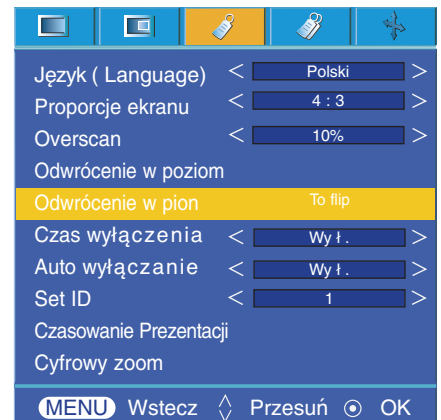 Język ( Language) < Polski >
Proporcje ekranu < 4 : 3 >
Overscan < 10% >
Odwrócenie w poziom
Odwrócenie w pion To flip
Czas wyłączenia < Wy ł . >
Auto wyłączanie < Wy ł . >
Set ID < 1 >
Czasowanie Prezentacji
Cyfrowy zoom
MENU Wstecz Przesuń OK